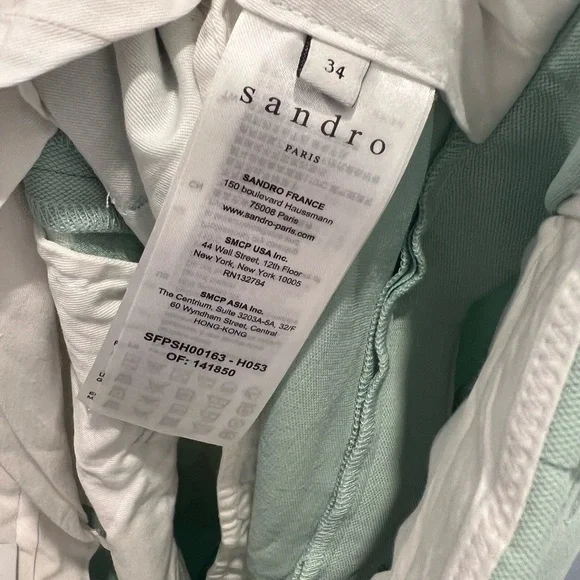 34
sandro
PARIS
SANDRO FRANCE
150 boulevard Haussmann
75008 Paris
www.sandro-paris.com
SMCP USA Inc.
44 Wall Street, 12th Floor
New York, New York 10005
RN132784
SMCP ASIA Inc.
The Centrium, Suite 3203A-5A, 32/F
60 Wyndham Street, Central
HONG-KONG
SFPSH00163 - H053
OF: 141850